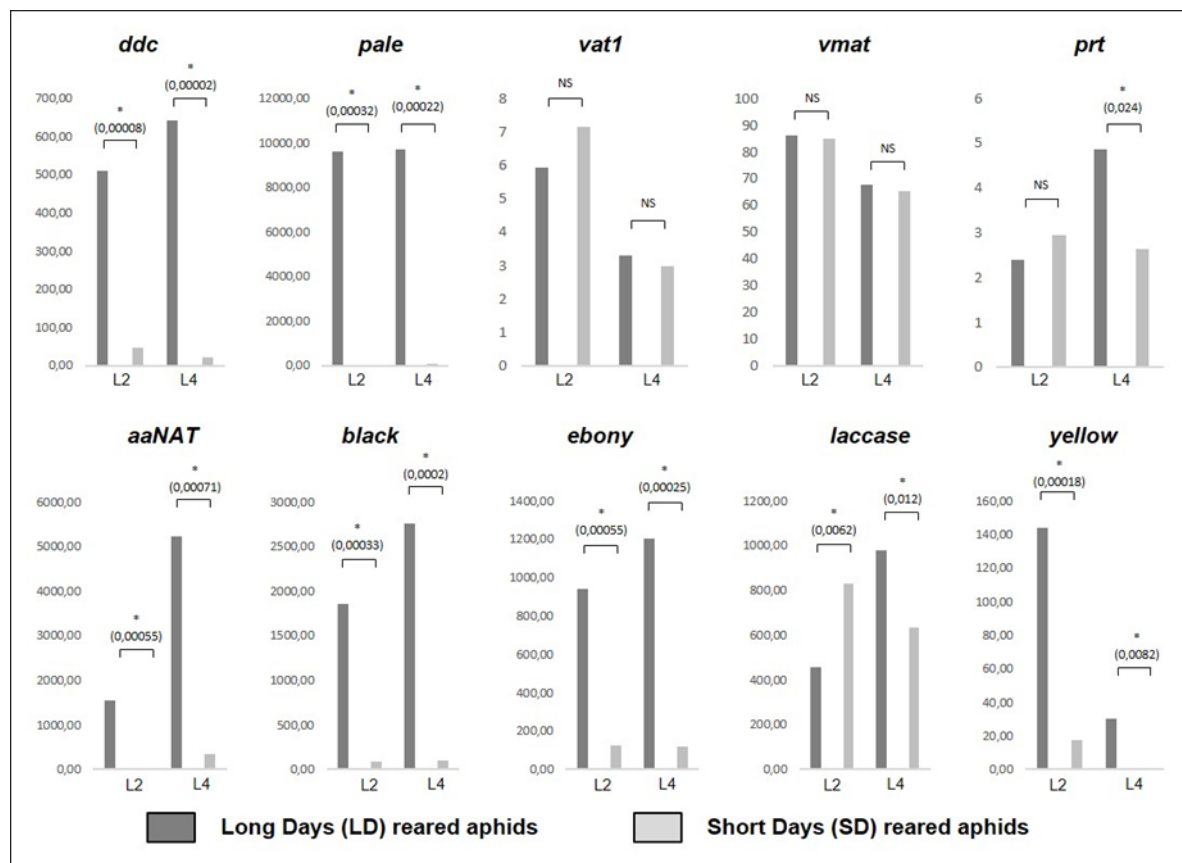 ddc
pale
vat1
vmat
prt
*
(0,00002)
*
(0,00008)
700,00
600,00
500,00
400,00
300,00
200,00
100,00
0,00
L2
L4
*
(0,00032)
*
(0,00022)
12000,00
10000,00
8000,00
6000,00
4000,00
2000,00
0,00
L2
L4
NS
NS
8
7
6
5
4
3
2
1
0
L2
L4
NS
NS
100
90
80
70
60
50
40
30
20
10
0
L2
L4
*
(0,024)
NS
6
5
4
3
2
1
0
L2
L4
aaNAT
black
ebony
laccase
yellow
*
(0,00071)
*
(0,00055)
6000,00
5000,00
4000,00
3000,00
2000,00
1000,00
0,00
L2
L4
*
(0,0002)
*
(0,00033)
3000,00
2500,00
2000,00
1500,00
1000,00
500,00
0,00
L2
L4
*
(0,00025)
*
(0,00055)
1400,00
1200,00
1000,00
800,00
600,00
400,00
200,00
0,00
L2
L4
*
(0,0062)
*
(0,012)
1200,00
1000,00
800,00
600,00
400,00
200,00
0,00
L2
L4
*
(0,00018)
*
(0,0082)
160,00
140,00
120,00
100,00
80,00
60,00
40,00
20,00
0,00
L2
L4
Long Days (LD) reared aphids
Short Days (SD) reared aphids